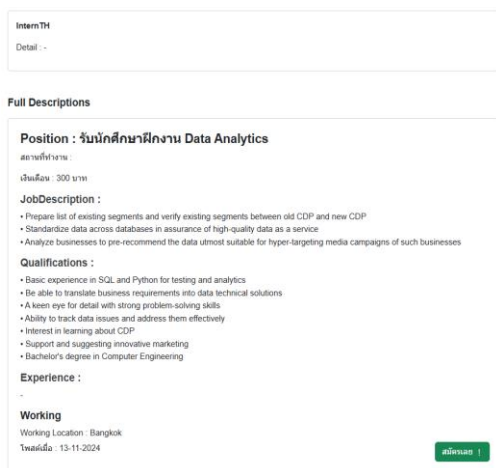 InternTH
Detail : -
Full Descriptions
Position : รับนักศึกษาฝึกงาน Data Analytics
สถานที่ทำงาน :
เงินเดือน : 300 บาท
JobDescription :
• Prepare list of existing segments and verify existing segments between old CDP and new CDP
• Standardize data across databases in assurance of high-quality data as a service
• Analyze businesses to pre-recommend the data utmost suitable for hyper-targeting media campaigns of such businesses
Qualifications :
• Basic experience in SQL and Python for testing and analytics
• Be able to translate business requirements into data technical solutions
• A keen eye for detail with strong problem-solving skills
• Ability to track data issues and address them effectively
• Interest in learning about CDP
• Support and suggesting innovative marketing
• Bachelor's degree in Computer Engineering
Experience :
-
Working
Working Location : Bangkok
โพสต์เมื่อ : 13-11-2024
สมัครเลย !